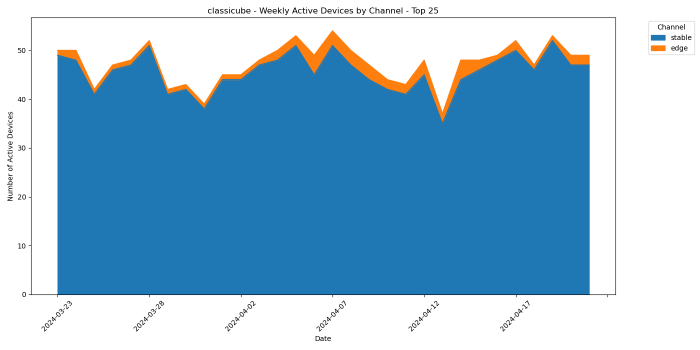 classicube - Weekly Active Devices by Channel - Top 25
Channel
stable
edge
Number of Active Devices
50
40
30
20
10
0
2024-03-23
2024-03-28
2024-04-02
2024-04-07
2024-04-12
2024-04-17
Date